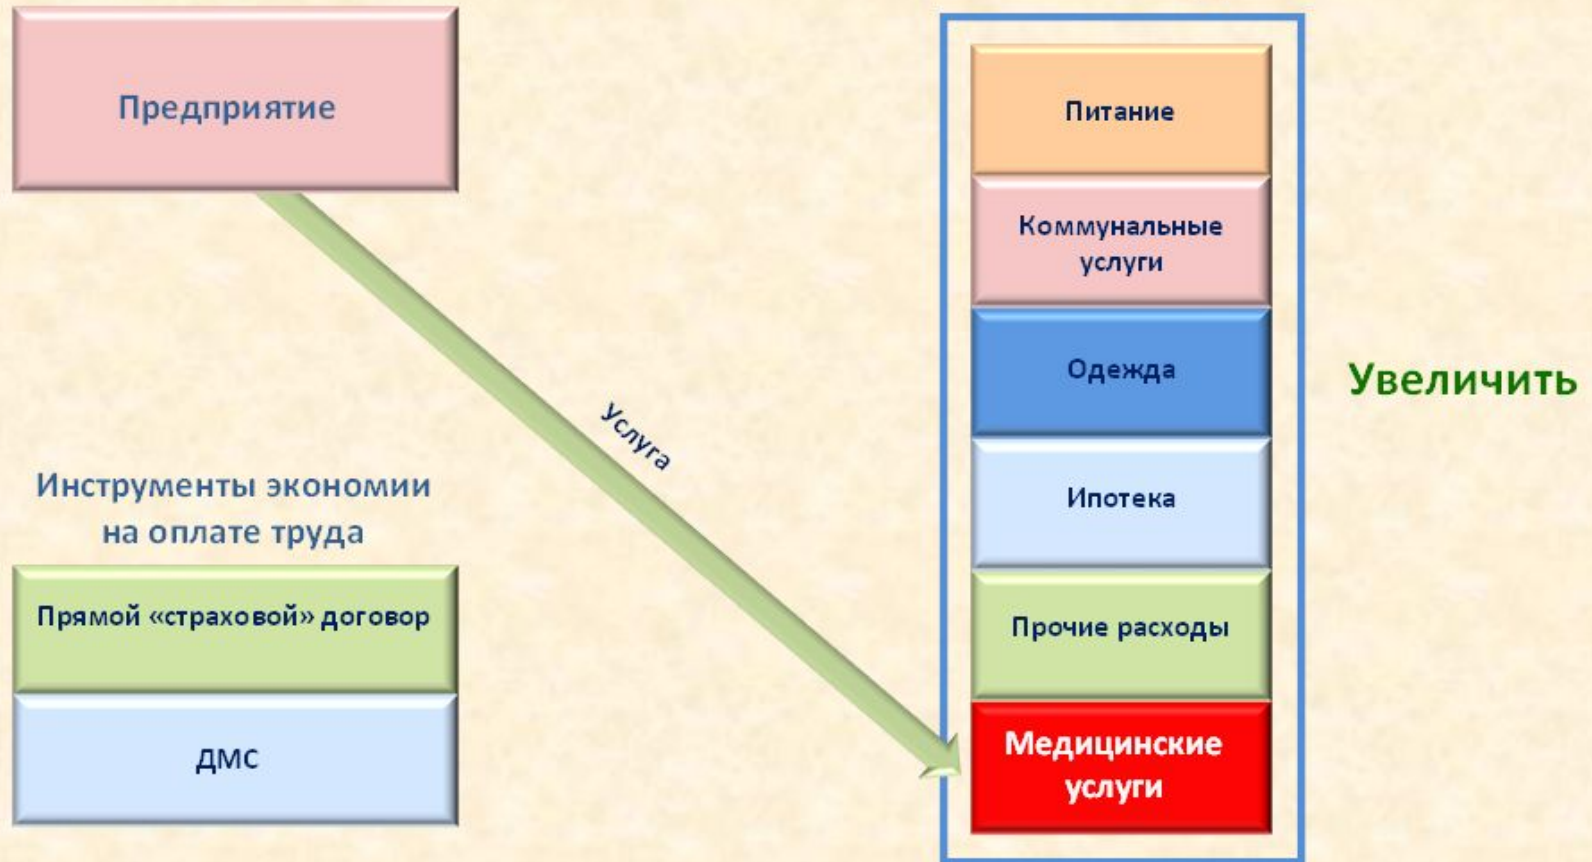 Предприятие
Питание
Коммунальные
услуги
Одежда
Увеличить
Услуга
Инструменты экономии
на оплате труда
Ипотека
Прямой «страховой» договор
Прочие расходы
ДМС
Медицинские
услуги